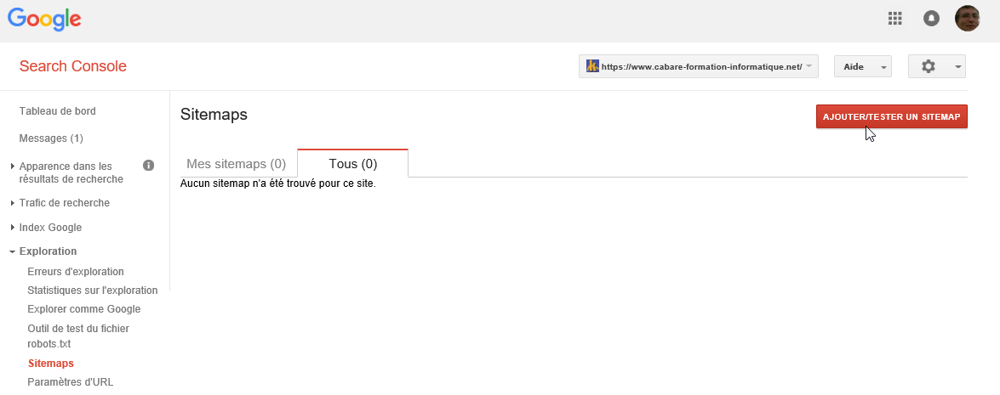 Google
Search Console
https://www.cabare-formation-informatique.net/
Aide
Tableau de bord
Messages (1)
Apparence dans les
résultats de recherche
Trafic de recherche
Index Google
Exploration
Erreurs d'exploration
Statistiques sur l'exploration
Explorer comme Google
Outil de test du fichier
robots.txt
Sitemaps
Paramètres d'URL
Sitemaps
AJOUTER/TESTER UN SITEMAP
Mes sitemaps (0)
Tous (0)
Aucun sitemap n'a été trouvé pour ce site.